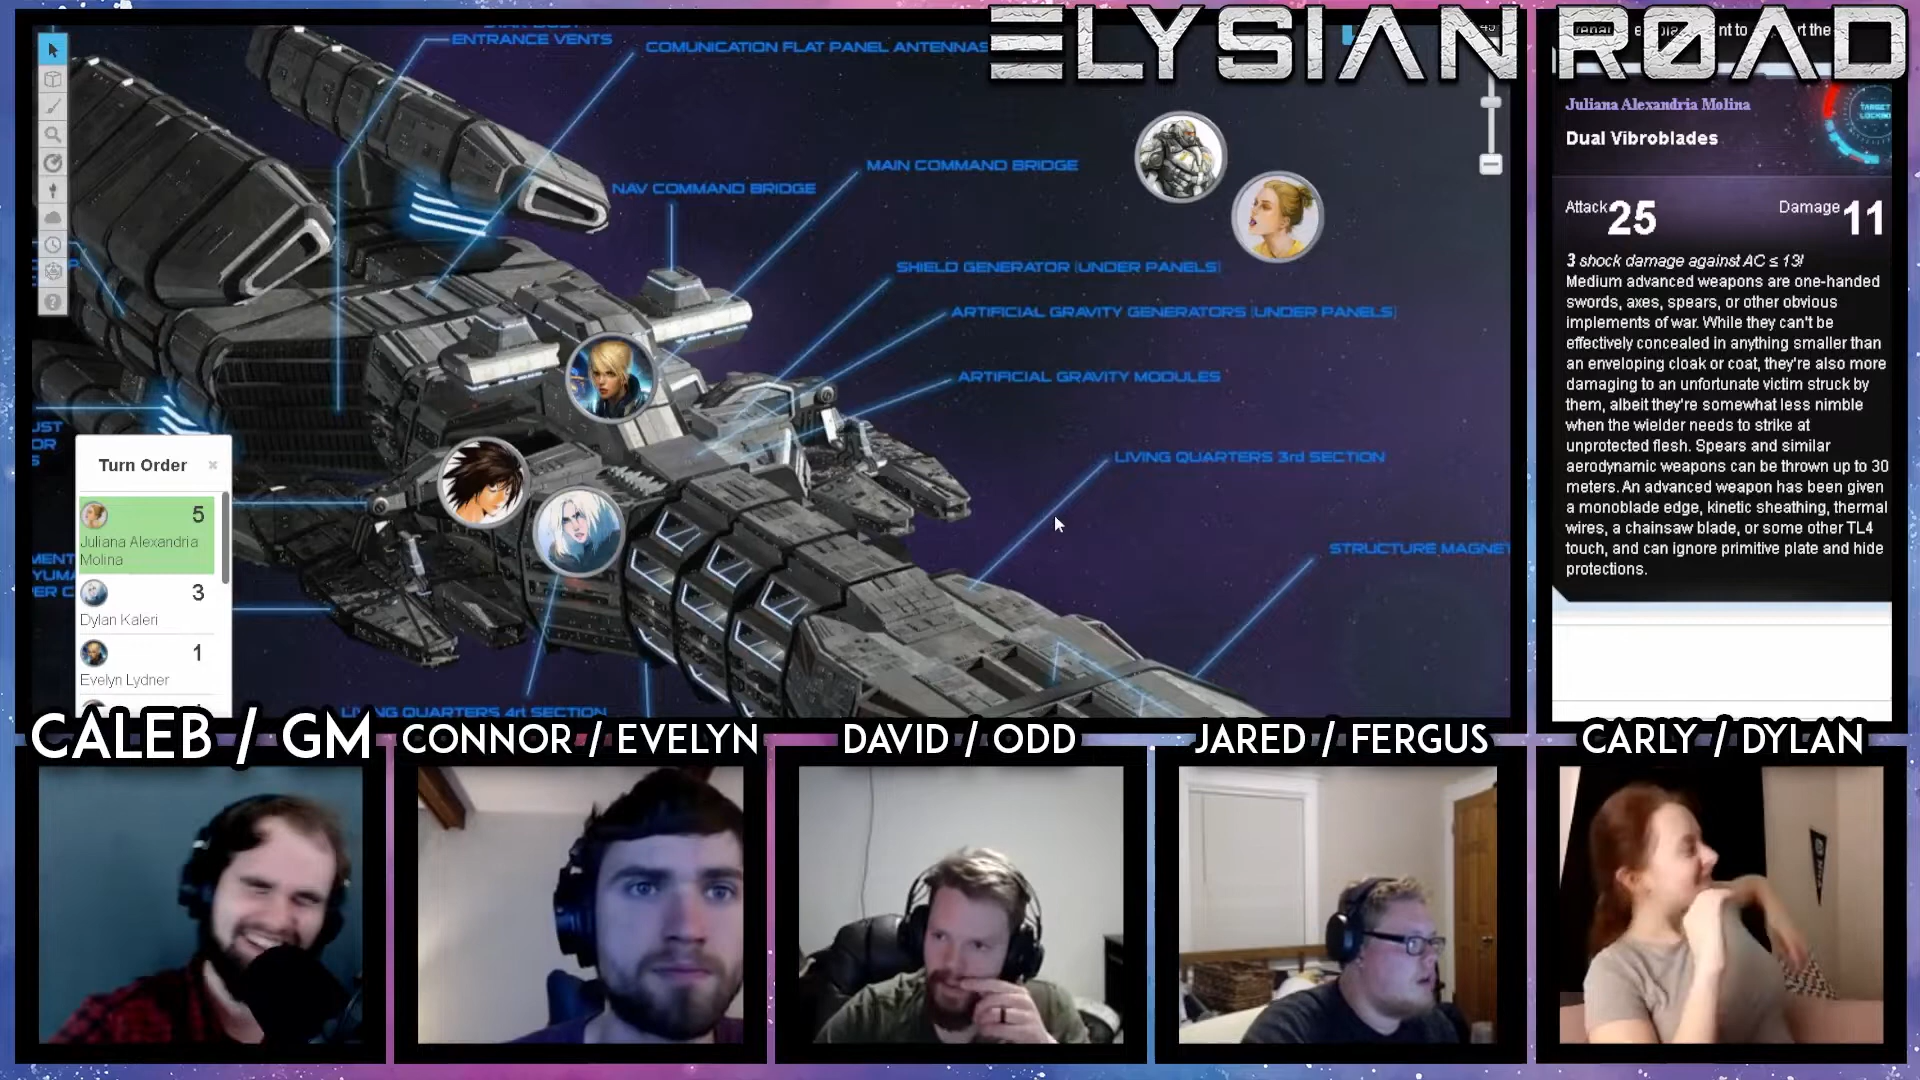 ELYSIAN RØAD
ENTRANCE VENTS
COMUNICATION FLAT PANEL ANTENNAS
MAIN COMMAND BRIDGE
NAV COMMAND BRIDGE
SHIELD GENERATOR [UNDER PANELS]
ARTIFICIAL GRAVITY GENERATORS [UNDER PANELS]
ARTIFICIAL GRAVITY MODULES
LIVING QUARTERS 3rd SECTION
STRUCTURE MAGNET
LIVING QUARTERS 4rt SECTION
Turn Order
5
Juliana Alexandria
Molina
3
Dylan Kaleri
1
Evelyn Lydner
Juliana Alexandria Molina
TARGET
LOCKED
Dual Vibroblades
Attack 25
Damage 11
3 shock damage against AC ≤ 13!
Medium advanced weapons are one-handed
swords, axes, spears, or other obvious
implements of war. While they can't be
effectively concealed in anything smaller than
an enveloping cloak or coat, they're also more
damaging to an unfortunate victim struck by
them, albeit they're somewhat less nimble
when the wielder needs to strike at
unprotected flesh. Spears and similar
aerodynamic weapons can be thrown up to 30
meters. An advanced weapon has been given
a monoblade edge, kinetic sheathing, thermal
wires, a chainsaw blade, or some other TL4
touch, and can ignore primitive plate and hide
protections.
CALEB / GM
CONNOR / EVELYN
DAVID / ODD
JARED / FERGUS
CARLY / DYLAN